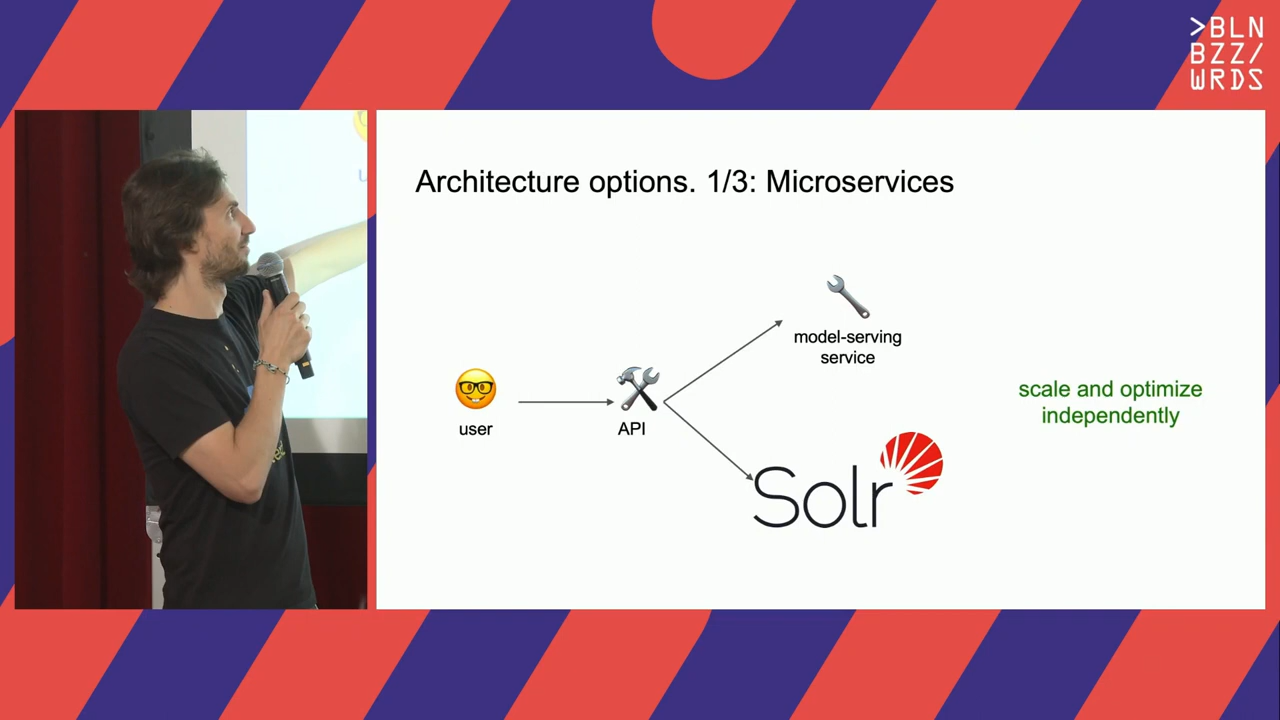 >BLN
BZZ/
WRDS
Architecture options. 1/3: Microservices
model-serving
service
user
API
scale and optimize
independently
Solr